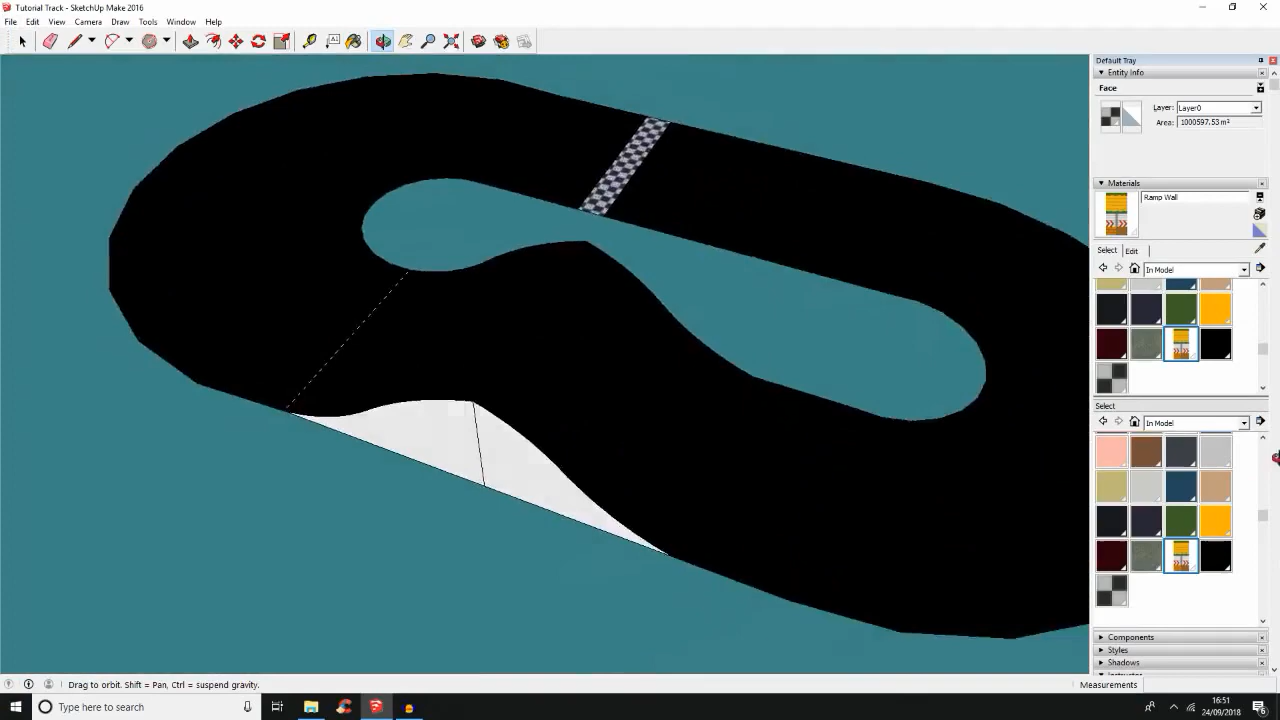 Tutorial Track - SketchUp Make 2016
File Edit View Camera Draw Tools Window Help
Default Tray
Entity Info
Face
Layer: Layer0
Area: 1000597.53 m²
Materials
Ramp Wall
Select Edit
In Model
Select
In Model
Components
Styles
Shadows
Instructor
Drag to orbit. Shift = Pan, Ctrl = suspend gravity.
Measurements
Type here to search
16:51
24/09/2018
6